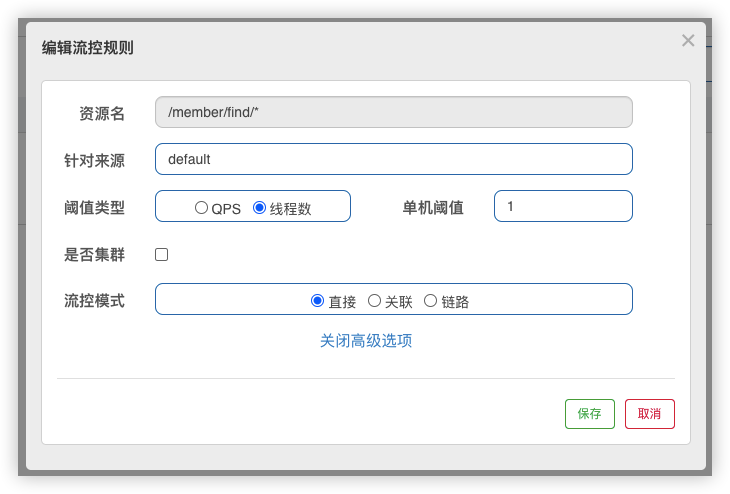 编辑流控规则
资源名 /member/find/*
针对来源 default
阈值类型 QPS 线程数 单机阈值 1
是否集群
流控模式 直接 关联 链路
关闭高级选项
保存 取消